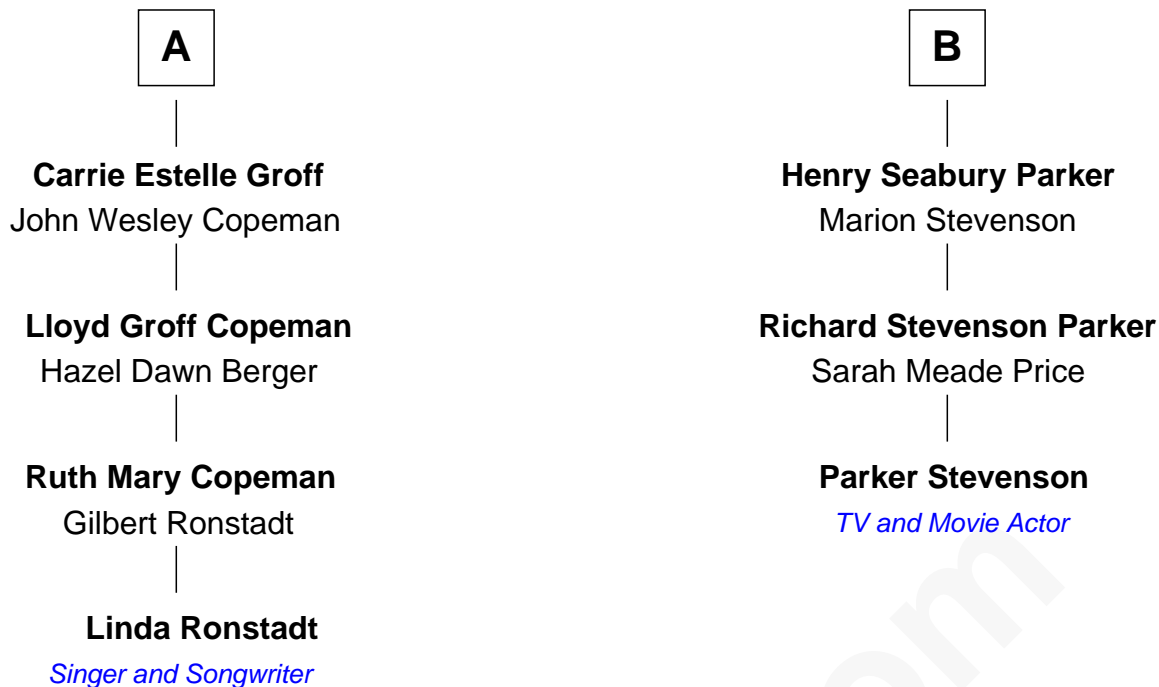 A
Carrie Estelle Groff
John Wesley Copeman
Lloyd Groff Copeman
Hazel Dawn Berger
Ruth Mary Copeman
Gilbert Ronstadt
Linda Ronstadt
Singer and Songwriter
B
Henry Seabury Parker
Marion Stevenson
Richard Stevenson Parker
Sarah Meade Price
Parker Stevenson
TV and Movie Actor
om